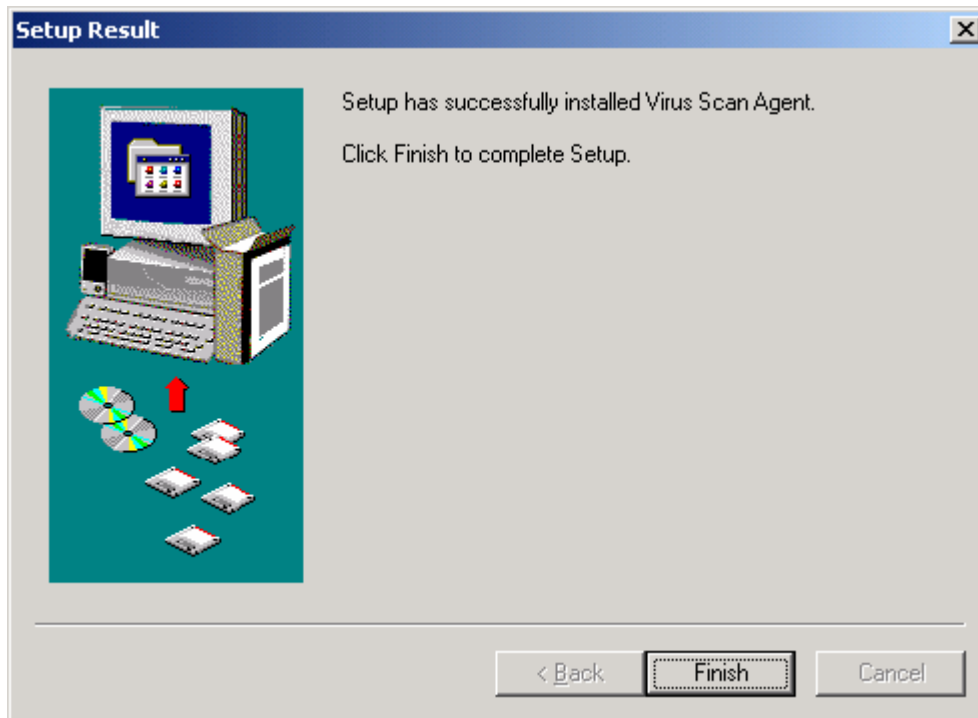 Setup Result
Setup has successfully installed Virus Scan Agent.
Click Finish to complete Setup.
< Back
Finish
Cancel